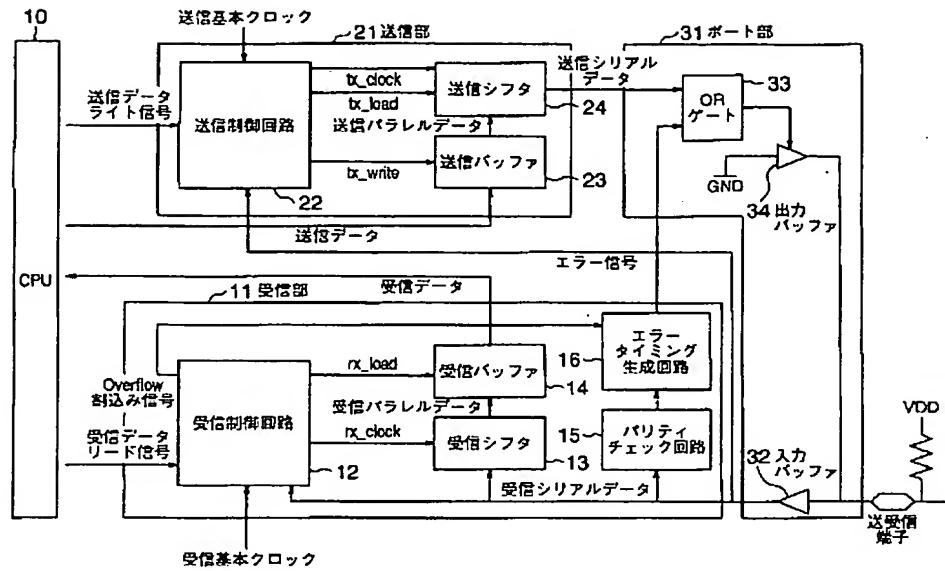 10
送信基本クロック
21 送信部
31 ポート部
送信データ
ライト信号
送信制御回路
22
tx_clock
tx_load
送信パラレルデータ
tx_write
送信シフタ
24
送信バッファ
23
送信シリアル
データ
33
OR
ゲート
GND
34 出力
バッファ
送信データ
エラー信号
CPU
受信データ
11 受信部
Overflow
割込み信号
受信データ
リード信号
受信制御回路
12
rx_load
受信パラレルデータ
rx_clock
受信バッファ
14
受信シフタ
13
16
エラー
タイミング
生成回路
15
パリティ
チェック回路
受信シリアルデータ
32 入力
バッファ
VDD
送受信
端子
受信基本クロック